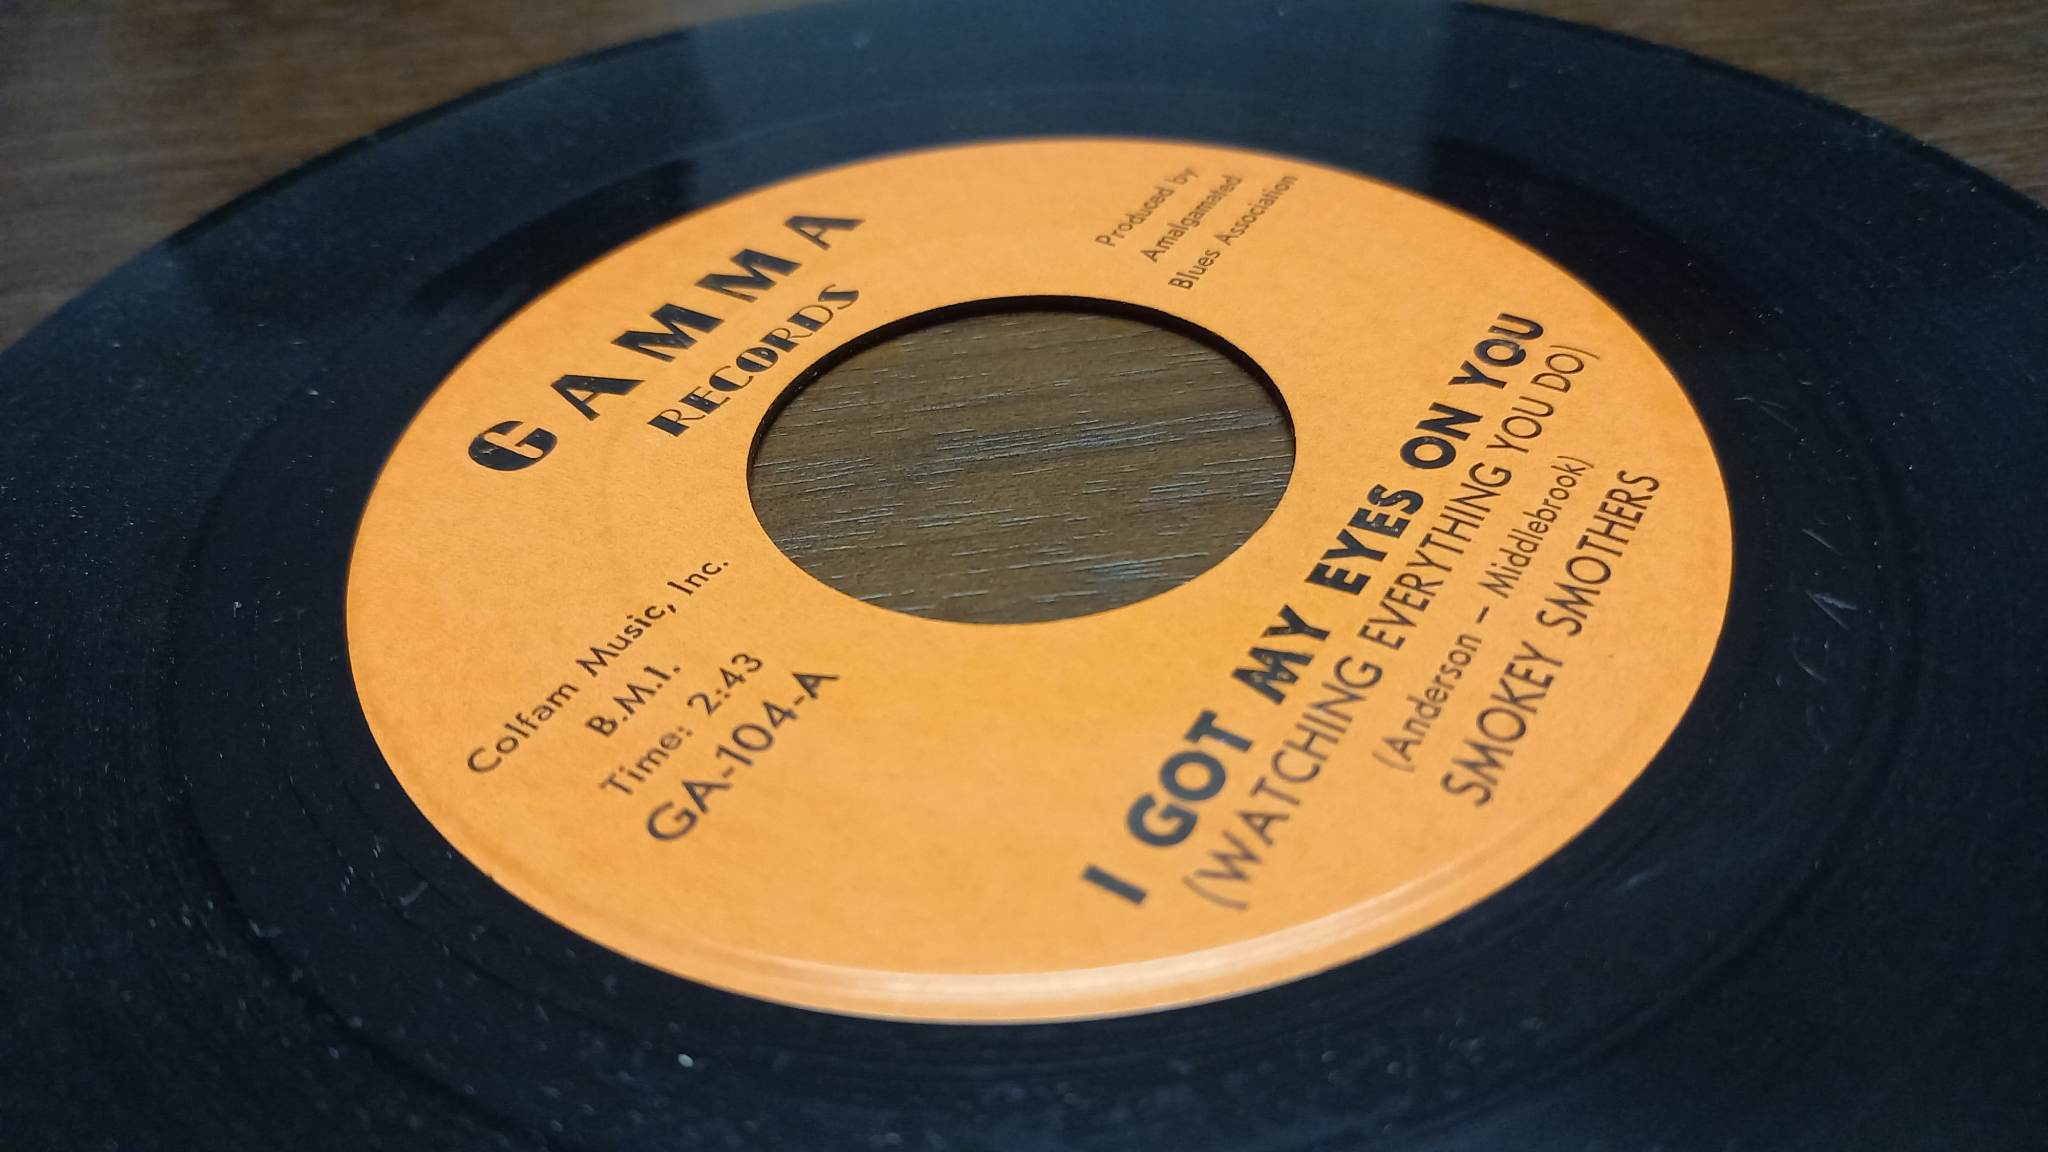 GAMMA
RECORDS
Produced by
Amalgamated
Blues Association
Colfam Music, Inc.
B.M.I.
Time: 2:43
GA-104-A
I GOT MY EYES ON YOU
(WATCHING EVERYTHING YOU DO)
(Anderson - Middlebrook)
SMOKEY SMOTHERS